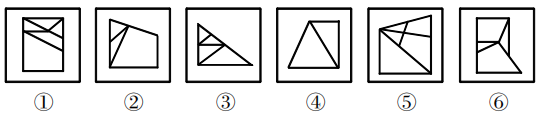 ① ② ③ ④ ⑤ ⑥